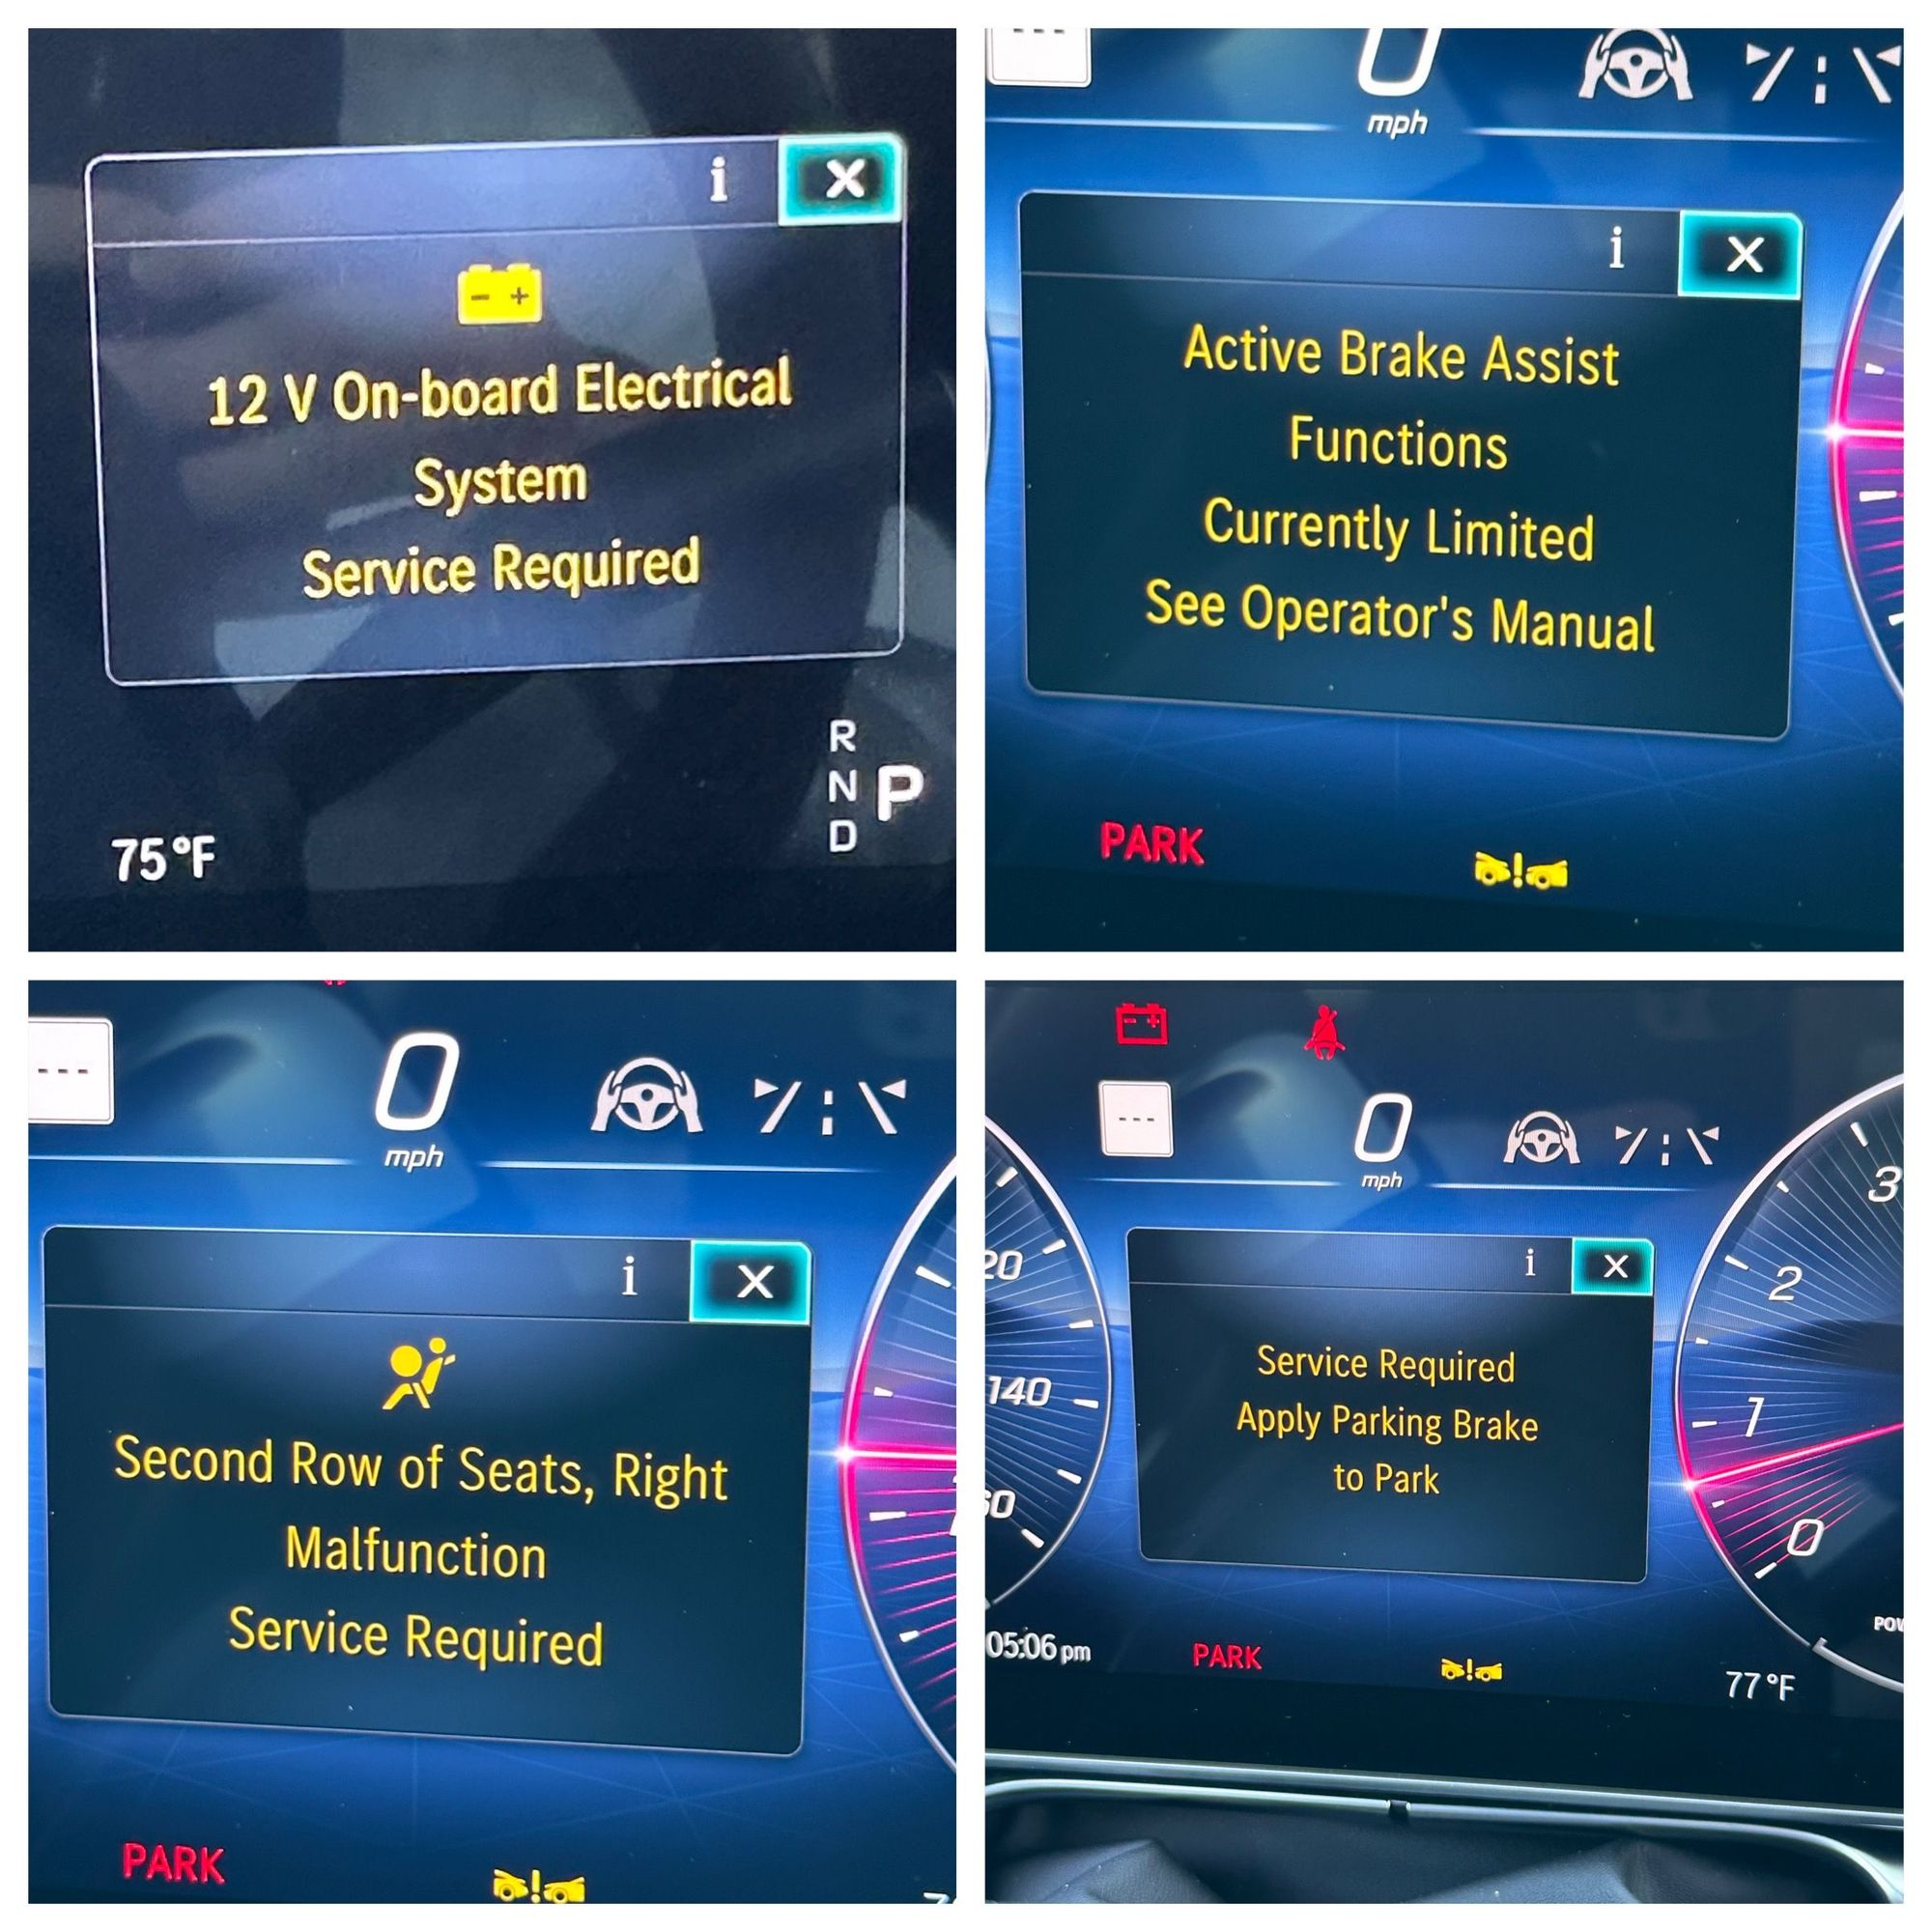 i X
12 V On-board Electrical
System
Service Required
R
N P
D
75°F
---
0
mph
i X
Active Brake Assist
Functions
Currently Limited
See Operator's Manual
PARK
---
0
mph
i X
Second Row of Seats, Right
Malfunction
Service Required
PARK
---
0
mph
i X
Service Required
Apply Parking Brake
to Park
140
3
2
1
0
05:06 pm
PARK
77°F